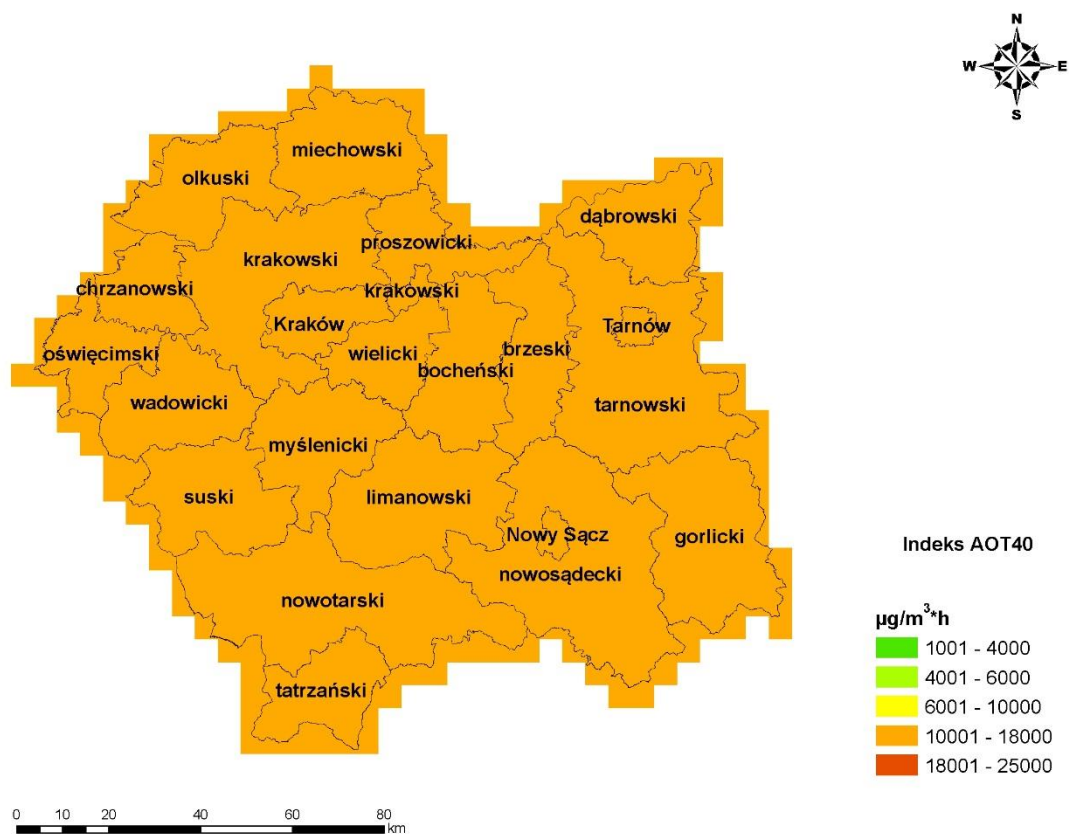 N
W E
S
miechowski
olkuski
dąbrowski
proszowicki
krakowski
chrzanowski
krakowski
Kraków
Tarnów
oświęcimski
wielicki
brzeski
bocheński
wadowicki
tarnowski
myślenicki
suski
limanowski
Nowy Sącz
gorlicki
nowosądecki
nowotarski
tatrzański
Indeks AOT40
µg/m³*h
1001 - 4000
4001 - 6000
6001 - 10000
10001 - 18000
18001 - 25000
0 10 20 40 60 80
km